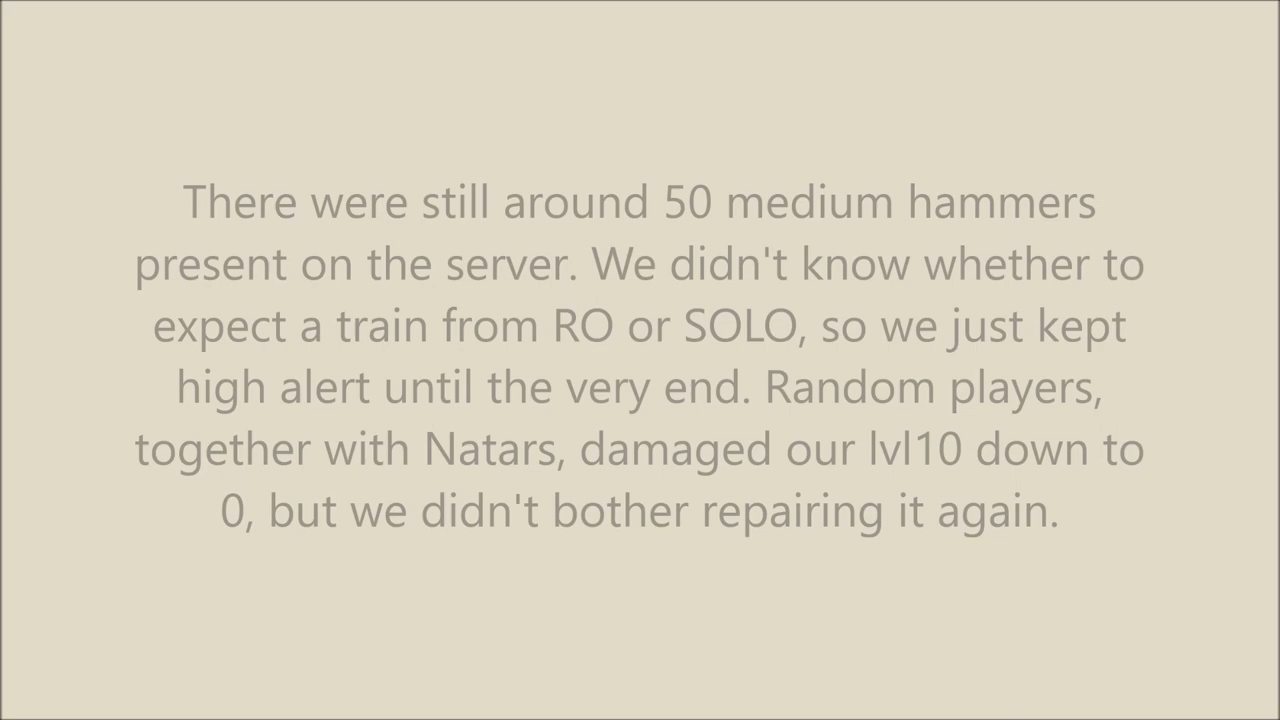 There were still around 50 medium hammers
present on the server. We didn't know whether to
expect a train from RO or SOLO, so we just kept
high alert until the very end. Random players,
together with Natars, damaged our lvl10 down to
0, but we didn't bother repairing it again.